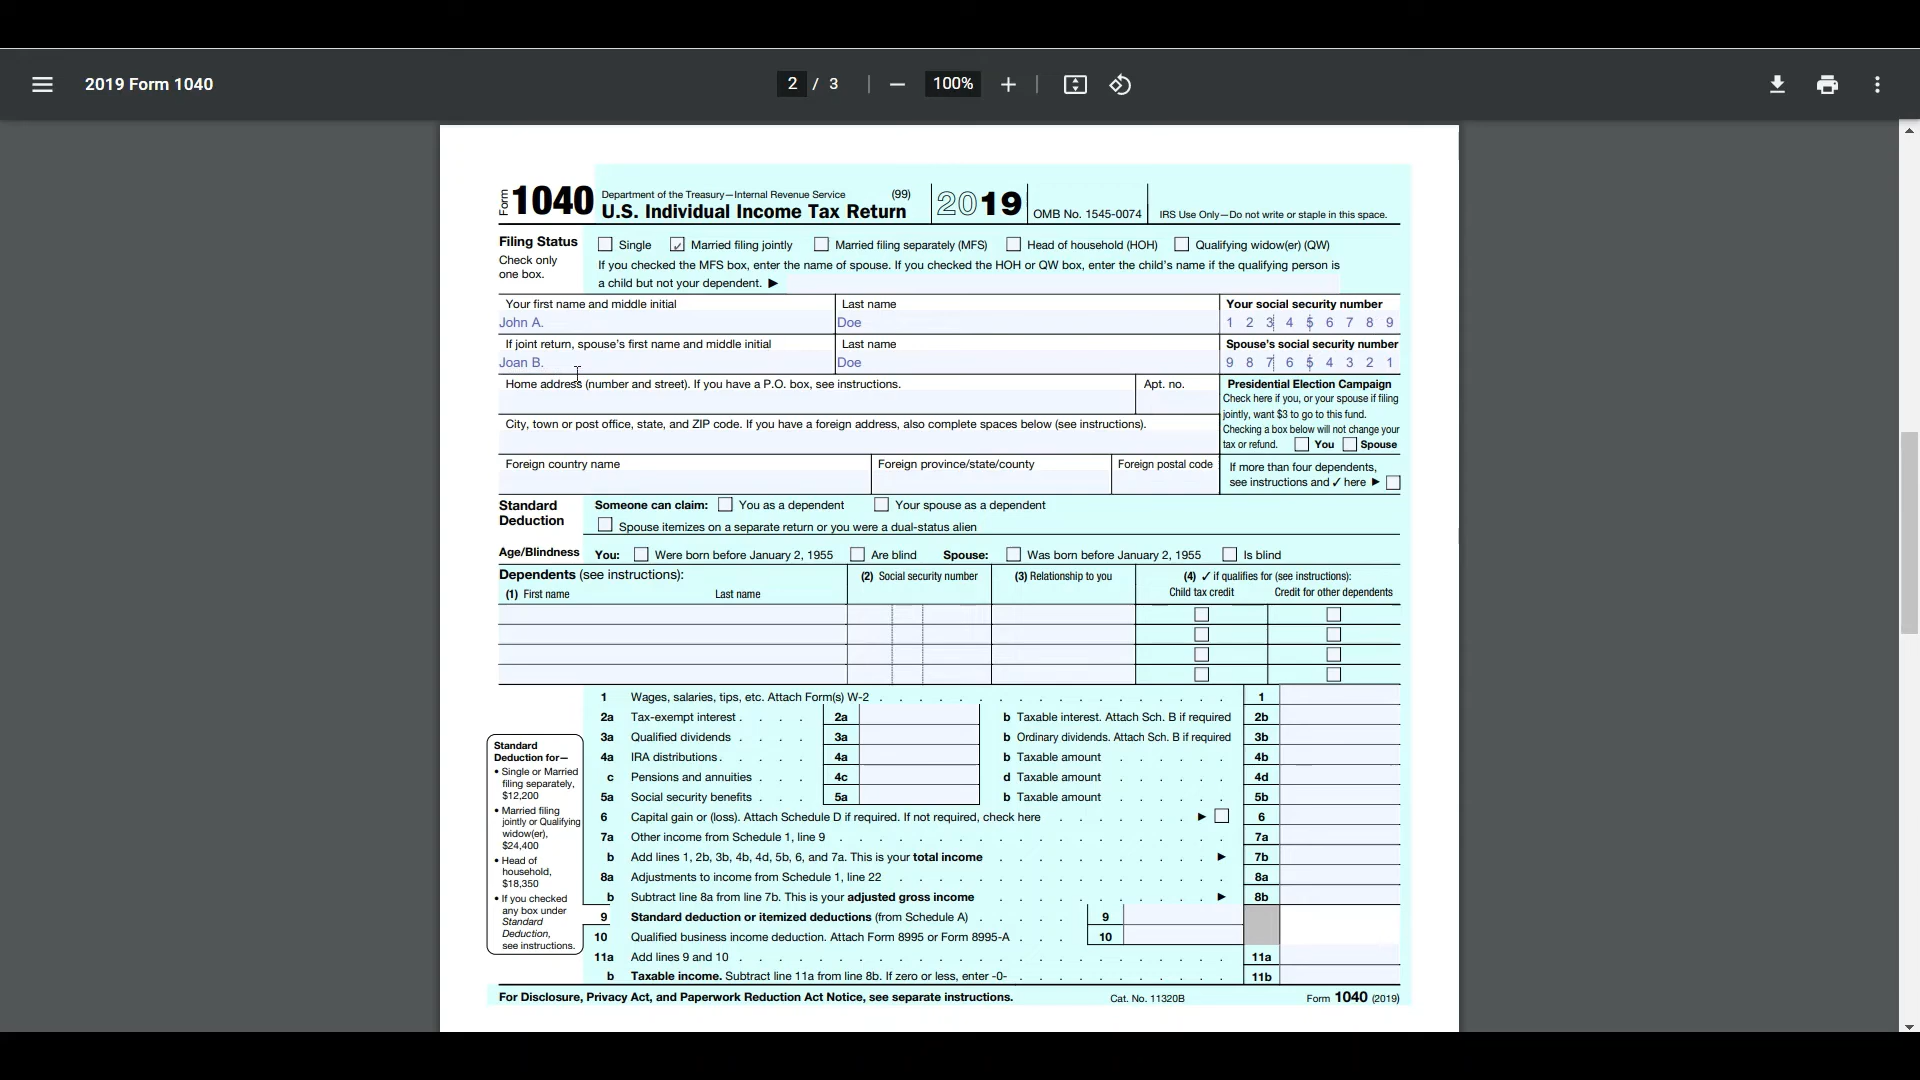 2019 Form 1040
2 / 3
100%
Form 1040 Department of the Treasury—Internal Revenue Service (99)
U.S. Individual Income Tax Return
2019
OMB No. 1545-0074
IRS Use Only—Do not write or staple in this space.
Filing Status
Check only
one box.
Single ✓ Married filing jointly Married filing separately (MFS) Head of household (HOH) Qualifying widow(er) (QW)
If you checked the MFS box, enter the name of spouse. If you checked the HOH or QW box, enter the child's name if the qualifying person is
a child but not your dependent. ▶
Your first name and middle initial Last name Your social security number
John A. Doe 1 2 3 4 5 6 7 8 9
If joint return, spouse's first name and middle initial Last name Spouse's social security number
Joan B. Doe 9 8 7 6 5 4 3 2 1
Home address (number and street). If you have a P.O. box, see instructions. Apt. no.
City, town or post office, state, and ZIP code. If you have a foreign address, also complete spaces below (see instructions).
Presidential Election Campaign
Check here if you, or your spouse if filing
jointly, want $3 to go to this fund.
Checking a box below will not change your
tax or refund. You Spouse
Foreign country name Foreign province/state/county Foreign postal code
If more than four dependents,
see instructions and ✓ here ▶
Standard
Deduction
Someone can claim: You as a dependent Your spouse as a dependent
Spouse itemizes on a separate return or you were a dual-status alien
Age/Blindness You: Were born before January 2, 1955 Are blind Spouse: Was born before January 2, 1955 Is blind
Dependents (see instructions): (2) Social security number (3) Relationship to you (4) ✓ if qualifies for (see instructions):
(1) First name Last name Child tax credit Credit for other dependents
1 Wages, salaries, tips, etc. Attach Form(s) W-2 . . . . . . . . . . . . . . . . . . 1
2a Tax-exempt interest . . . . 2a b Taxable interest. Attach Sch. B if required 2b
3a Qualified dividends . . . . 3a b Ordinary dividends. Attach Sch. B if required 3b
4a IRA distributions . . . . . 4a b Taxable amount . . . . . . 4b
c Pensions and annuities . . . 4c d Taxable amount . . . . . . 4d
5a Social security benefits . . . 5a b Taxable amount . . . . . . 5b
6 Capital gain or (loss). Attach Schedule D if required. If not required, check here . . . . . . . ▶ 6
7a Other income from Schedule 1, line 9 . . . . . . . . . . . . . . . . . . . . 7a
b Add lines 1, 2b, 3b, 4b, 4d, 5b, 6, and 7a. This is your total income . . . . . . . . . . . ▶ 7b
8a Adjustments to income from Schedule 1, line 22 . . . . . . . . . . . . . . . . . 8a
b Subtract line 8a from line 7b. This is your adjusted gross income . . . . . . . . . . . ▶ 8b
9 Standard deduction or itemized deductions (from Schedule A) . . . . . 9
10 Qualified business income deduction. Attach Form 8995 or Form 8995-A . . . 10
11a Add lines 9 and 10 . . . . . . . . . . . . . . . . . . . . . . . . . 11a
b Taxable income. Subtract line 11a from line 8b. If zero or less, enter -0- . . . . . . . . . . . 11b
Standard
Deduction for—
• Single or Married
filing separately,
$12,200
• Married filing
jointly or Qualifying
widow(er),
$24,400
• Head of
household,
$18,350
• If you checked
any box under
Standard
Deduction,
see instructions.
For Disclosure, Privacy Act, and Paperwork Reduction Act Notice, see separate instructions. Cat. No. 11320B Form 1040 (2019)